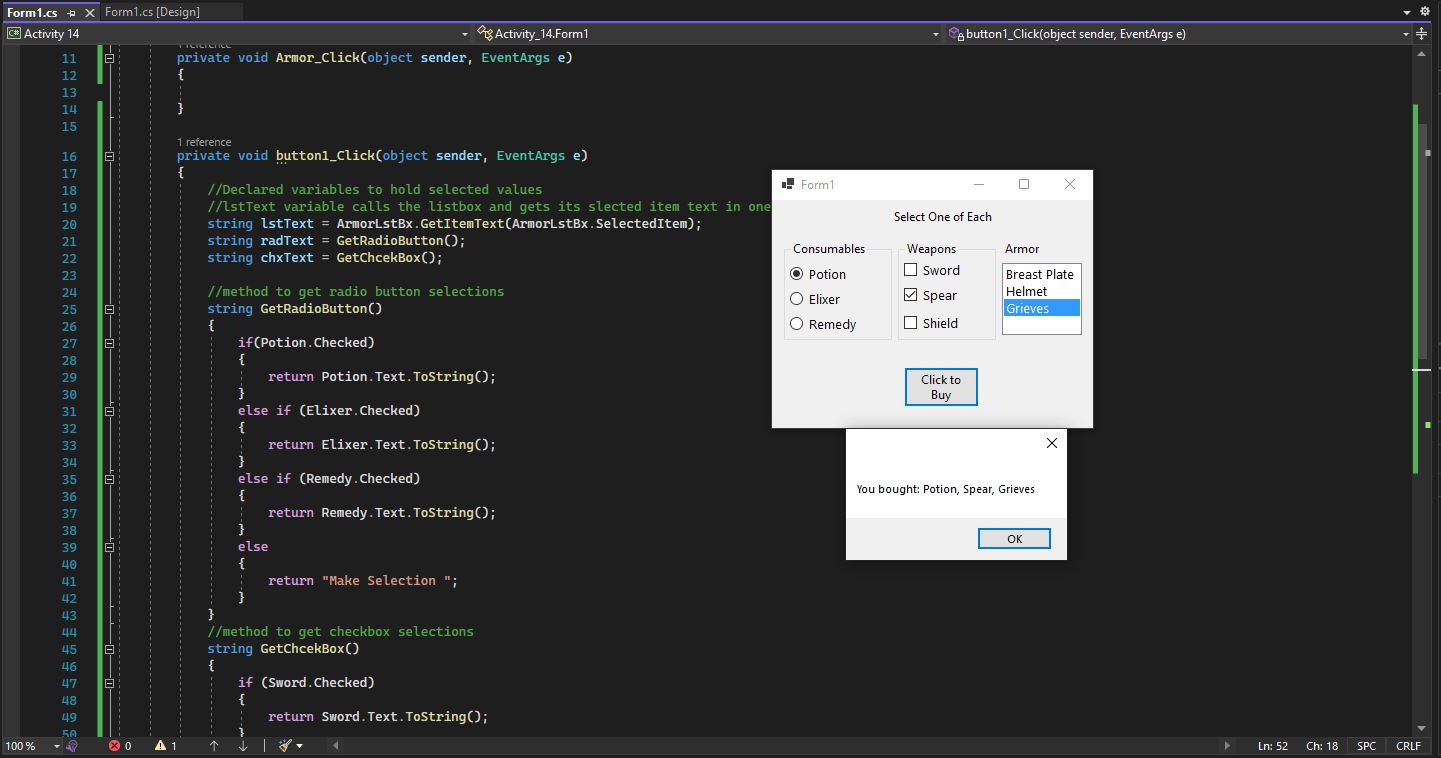 Form1.cs
Form1.cs [Design]
C# Activity 14
Activity_14.Form1
button1_Click(object sender, EventArgs e)
1 reference
11 private void Armor_Click(object sender, EventArgs e)
12 {
13
14 }
15
1 reference
16 private void button1_Click(object sender, EventArgs e)
17 {
18 //Declared variables to hold selected values
19 //lstText variable calls the listbox and gets its slected item text in one
20 string lstText = ArmorLstBx.GetItemText(ArmorLstBx.SelectedItem);
21 string radText = GetRadioButton();
22 string chxText = GetChcekBox();
23
24 //method to get radio button selections
25 string GetRadioButton()
26 {
27 if(Potion.Checked)
28 {
29 return Potion.Text.ToString();
30 }
31 else if (Elixer.Checked)
32 {
33 return Elixer.Text.ToString();
34 }
35 else if (Remedy.Checked)
36 {
37 return Remedy.Text.ToString();
38 }
39 else
40 {
41 return "Make Selection ";
42 }
43 }
44 //method to get checkbox selections
45 string GetChcekBox()
46 {
47 if (Sword.Checked)
48 {
49 return Sword.Text.ToString();
50 }
Form1
Select One of Each
Consumables
Potion
Elixer
Remedy
Weapons
Sword
Spear
Shield
Armor
Breast Plate
Helmet
Grieves
Click to
Buy
You bought: Potion, Spear, Grieves
OK
100 %
0
1
Ln: 52
Ch: 18
SPC
CRLF